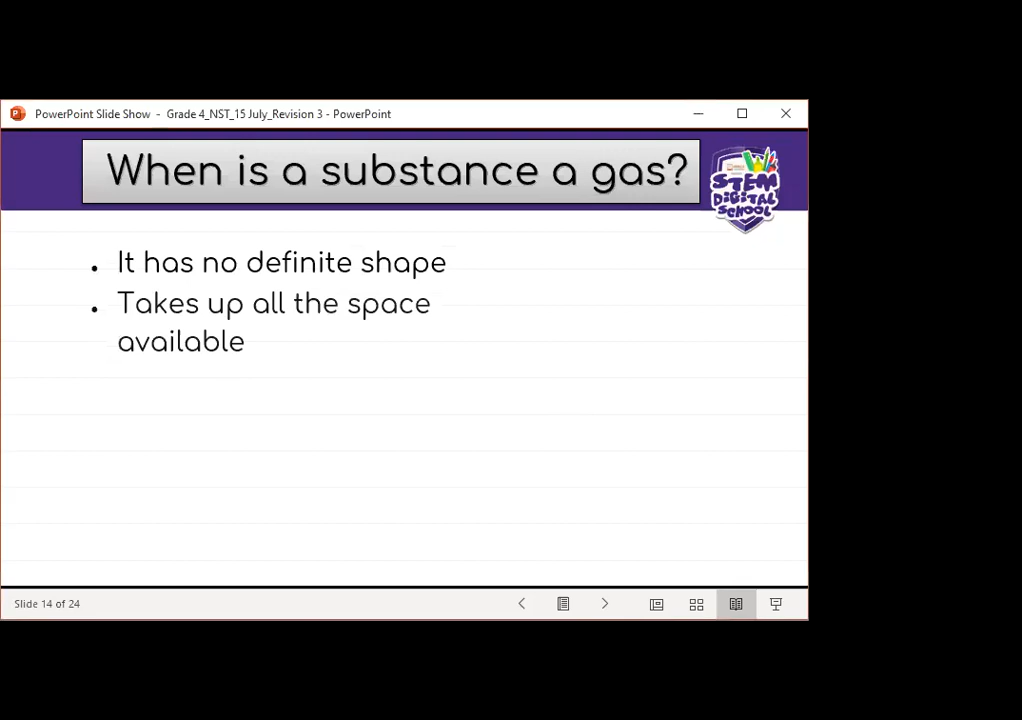 PowerPoint Slide Show - Grade 4_NST_15 July_Revision 3 - PowerPoint
When is a substance a gas?
STEM
DIGITAL
SCHOOL
• It has no definite shape
• Takes up all the space
available
Slide 14 of 24